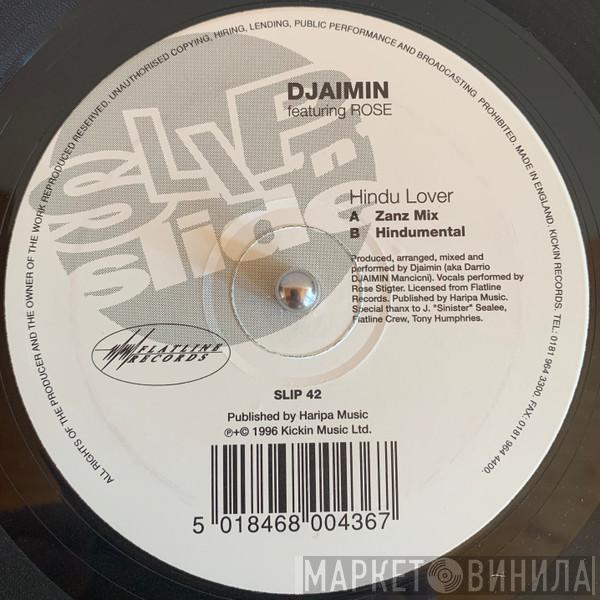 ALL RIGHTS OF THE PRODUCER AND THE OWNER OF THE WORK REPRODUCED RESERVED. UNAUTHORISED COPYING, HIRING, LENDING, PUBLIC PERFORMANCE AND BROADCASTING PROHIBITED. MADE IN ENGLAND. KICKIN RECORDS. TEL: 0181 964 3300. FAX: 0181 964 4400.
SLIP
n
slide
DJAIMIN
featuring ROSE
Hindu Lover
A Zanz Mix
B Hindumental
Produced, arranged, mixed and
performed by Djaimin (aka Darrio
DJAIMIN Mancioni). Vocals performed by
Rose Stigter. Licensed from Flatline
Records. Published by Haripa Music.
Special thanx to J. "Sinister" Sealee,
Flatline Crew, Tony Humphries.
FLATLINE
RECORDS
SLIP 42
Published by Haripa Music
℗+© 1996 Kickin Music Ltd.
5 018468 004367
МАРКЕТ ВИНИЛА